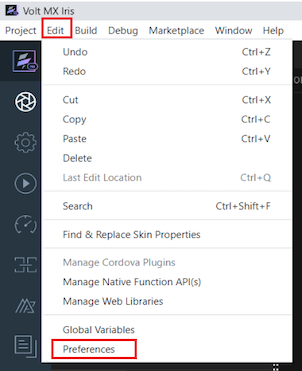 Volt MX Iris
Project Edit Build Debug Marketplace Window Help
Undo Ctrl+Z
Redo Ctrl+Y
Cut Ctrl+X
Copy Ctrl+C
Paste Ctrl+V
Delete
Last Edit Location Ctrl+Q
Search Ctrl+Shift+F
Find & Replace Skin Properties
Manage Cordova Plugins
Manage Native Function API(s)
Manage Web Libraries
Global Variables
Preferences